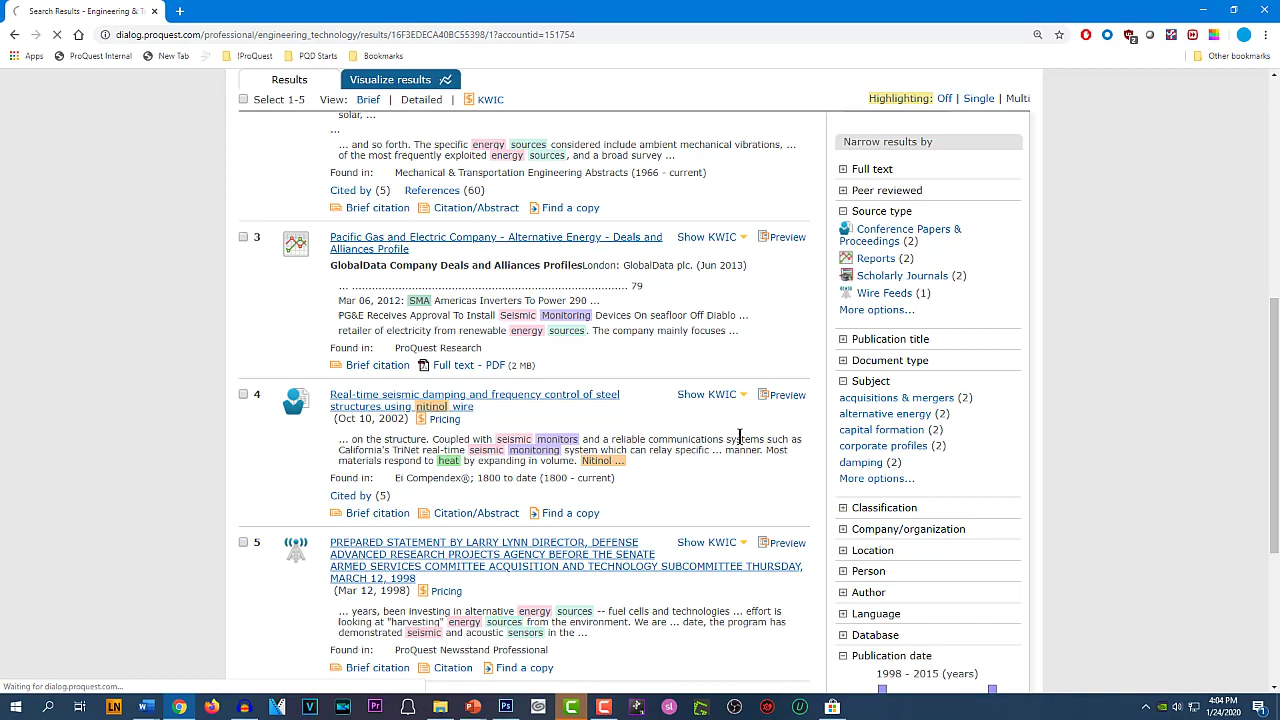 Search Results - Engineering & T
dialog.proquest.com/professional/engineering_technology/results/16F3EDECA40BC55398/1?accountid=151754
Apps ProQuest Internal New Table !ProQuest PQD Starts Bookmarks Other bookmarks
Results Visualize results
Select 1-5 View: Brief | Detailed | KWIC Highlighting: Off | Single | Multi
solar, ...
...
... and so forth. The specific energy sources considered include ambient mechanical vibrations, ...
of the most frequently exploited energy sources, and a broad survey ...
Found in: Mechanical & Transportation Engineering Abstracts (1966 - current)
Cited by (5) References (60)
Brief citation Citation/Abstract Find a copy
3 Pacific Gas and Electric Company - Alternative Energy - Deals and Show KWIC Preview
Alliances Profile
GlobalData Company Deals and Alliances ProfilesLondon: GlobalData plc. (Jun 2013)
... ........................................................................................ 79
Mar 06, 2012: SMA Americas Inverters To Power 290 ...
PG&E Receives Approval To Install Seismic Monitoring Devices On seafloor Off Diablo ...
retailer of electricity from renewable energy sources. The company mainly focuses ...
Found in: ProQuest Research
Brief citation Full text - PDF (2 MB)
4 Real-time seismic damping and frequency control of steel Show KWIC Preview
structures using nitinol wire
(Oct 10, 2002) $ Pricing
... on the structure. Coupled with seismic monitors and a reliable communications systems such as
California's TriNet real-time seismic monitoring system which can relay specific ... manner. Most
materials respond to heat by expanding in volume. Nitinol ...
Found in: Ei Compendex®; 1800 to date (1800 - current)
Cited by (5)
Brief citation Citation/Abstract Find a copy
5 PREPARED STATEMENT BY LARRY LYNN DIRECTOR, DEFENSE Show KWIC Preview
ADVANCED RESEARCH PROJECTS AGENCY BEFORE THE SENATE
ARMED SERVICES COMMITTEE ACQUISITION AND TECHNOLOGY SUBCOMMITTEE THURSDAY,
MARCH 12, 1998
(Mar 12, 1998) $ Pricing
... years, been investing in alternative energy sources -- fuel cells and technologies ... effort is
looking at "harvesting" energy sources from the environment. We are ... date, the program has
demonstrated seismic and acoustic sensors in the ...
Found in: ProQuest Newsstand Professional
Brief citation Citation Find a copy
Narrow results by
Full text
Peer reviewed
Source type
Conference Papers &
Proceedings (2)
Reports (2)
Scholarly Journals (2)
Wire Feeds (1)
More options...
Publication title
Document type
Subject
acquisitions & mergers (2)
alternative energy (2)
capital formation (2)
corporate profiles (2)
damping (2)
More options...
Classification
Company/organization
Location
Person
Author
Language
Database
Publication date
1998 - 2015 (years)
Waiting for dialog.proquest.com...
4:04 PM
1/24/2020